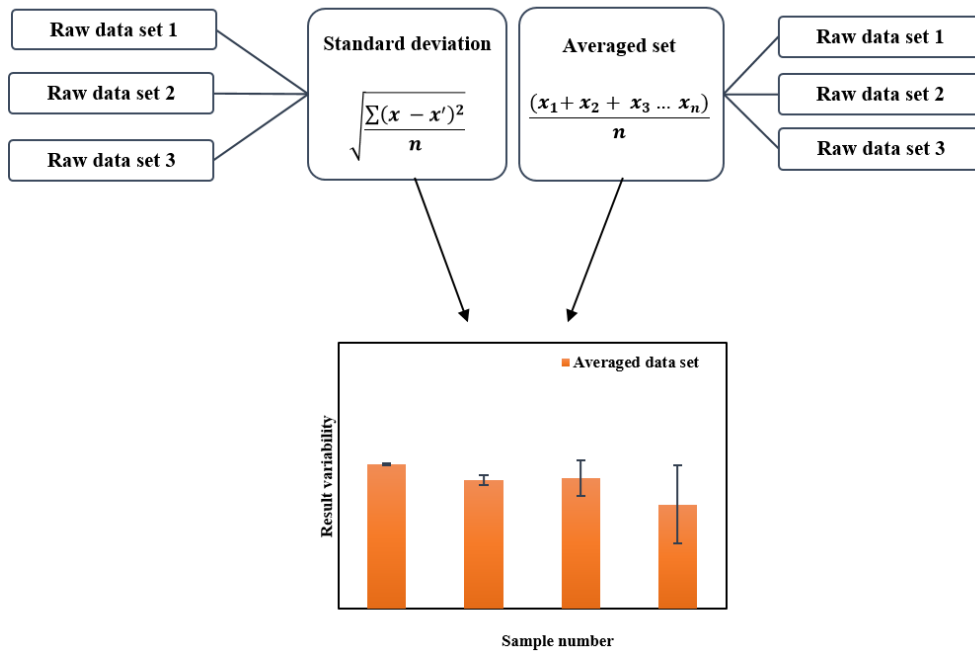 Raw data set 1
Raw data set 2
Raw data set 3
Standard deviation
√(∑(x − x′)²/n)
Averaged set
(x₁ + x₂ + x₃ … xₙ)/n
Raw data set 1
Raw data set 2
Raw data set 3
Averaged data set
Result variability
Sample number